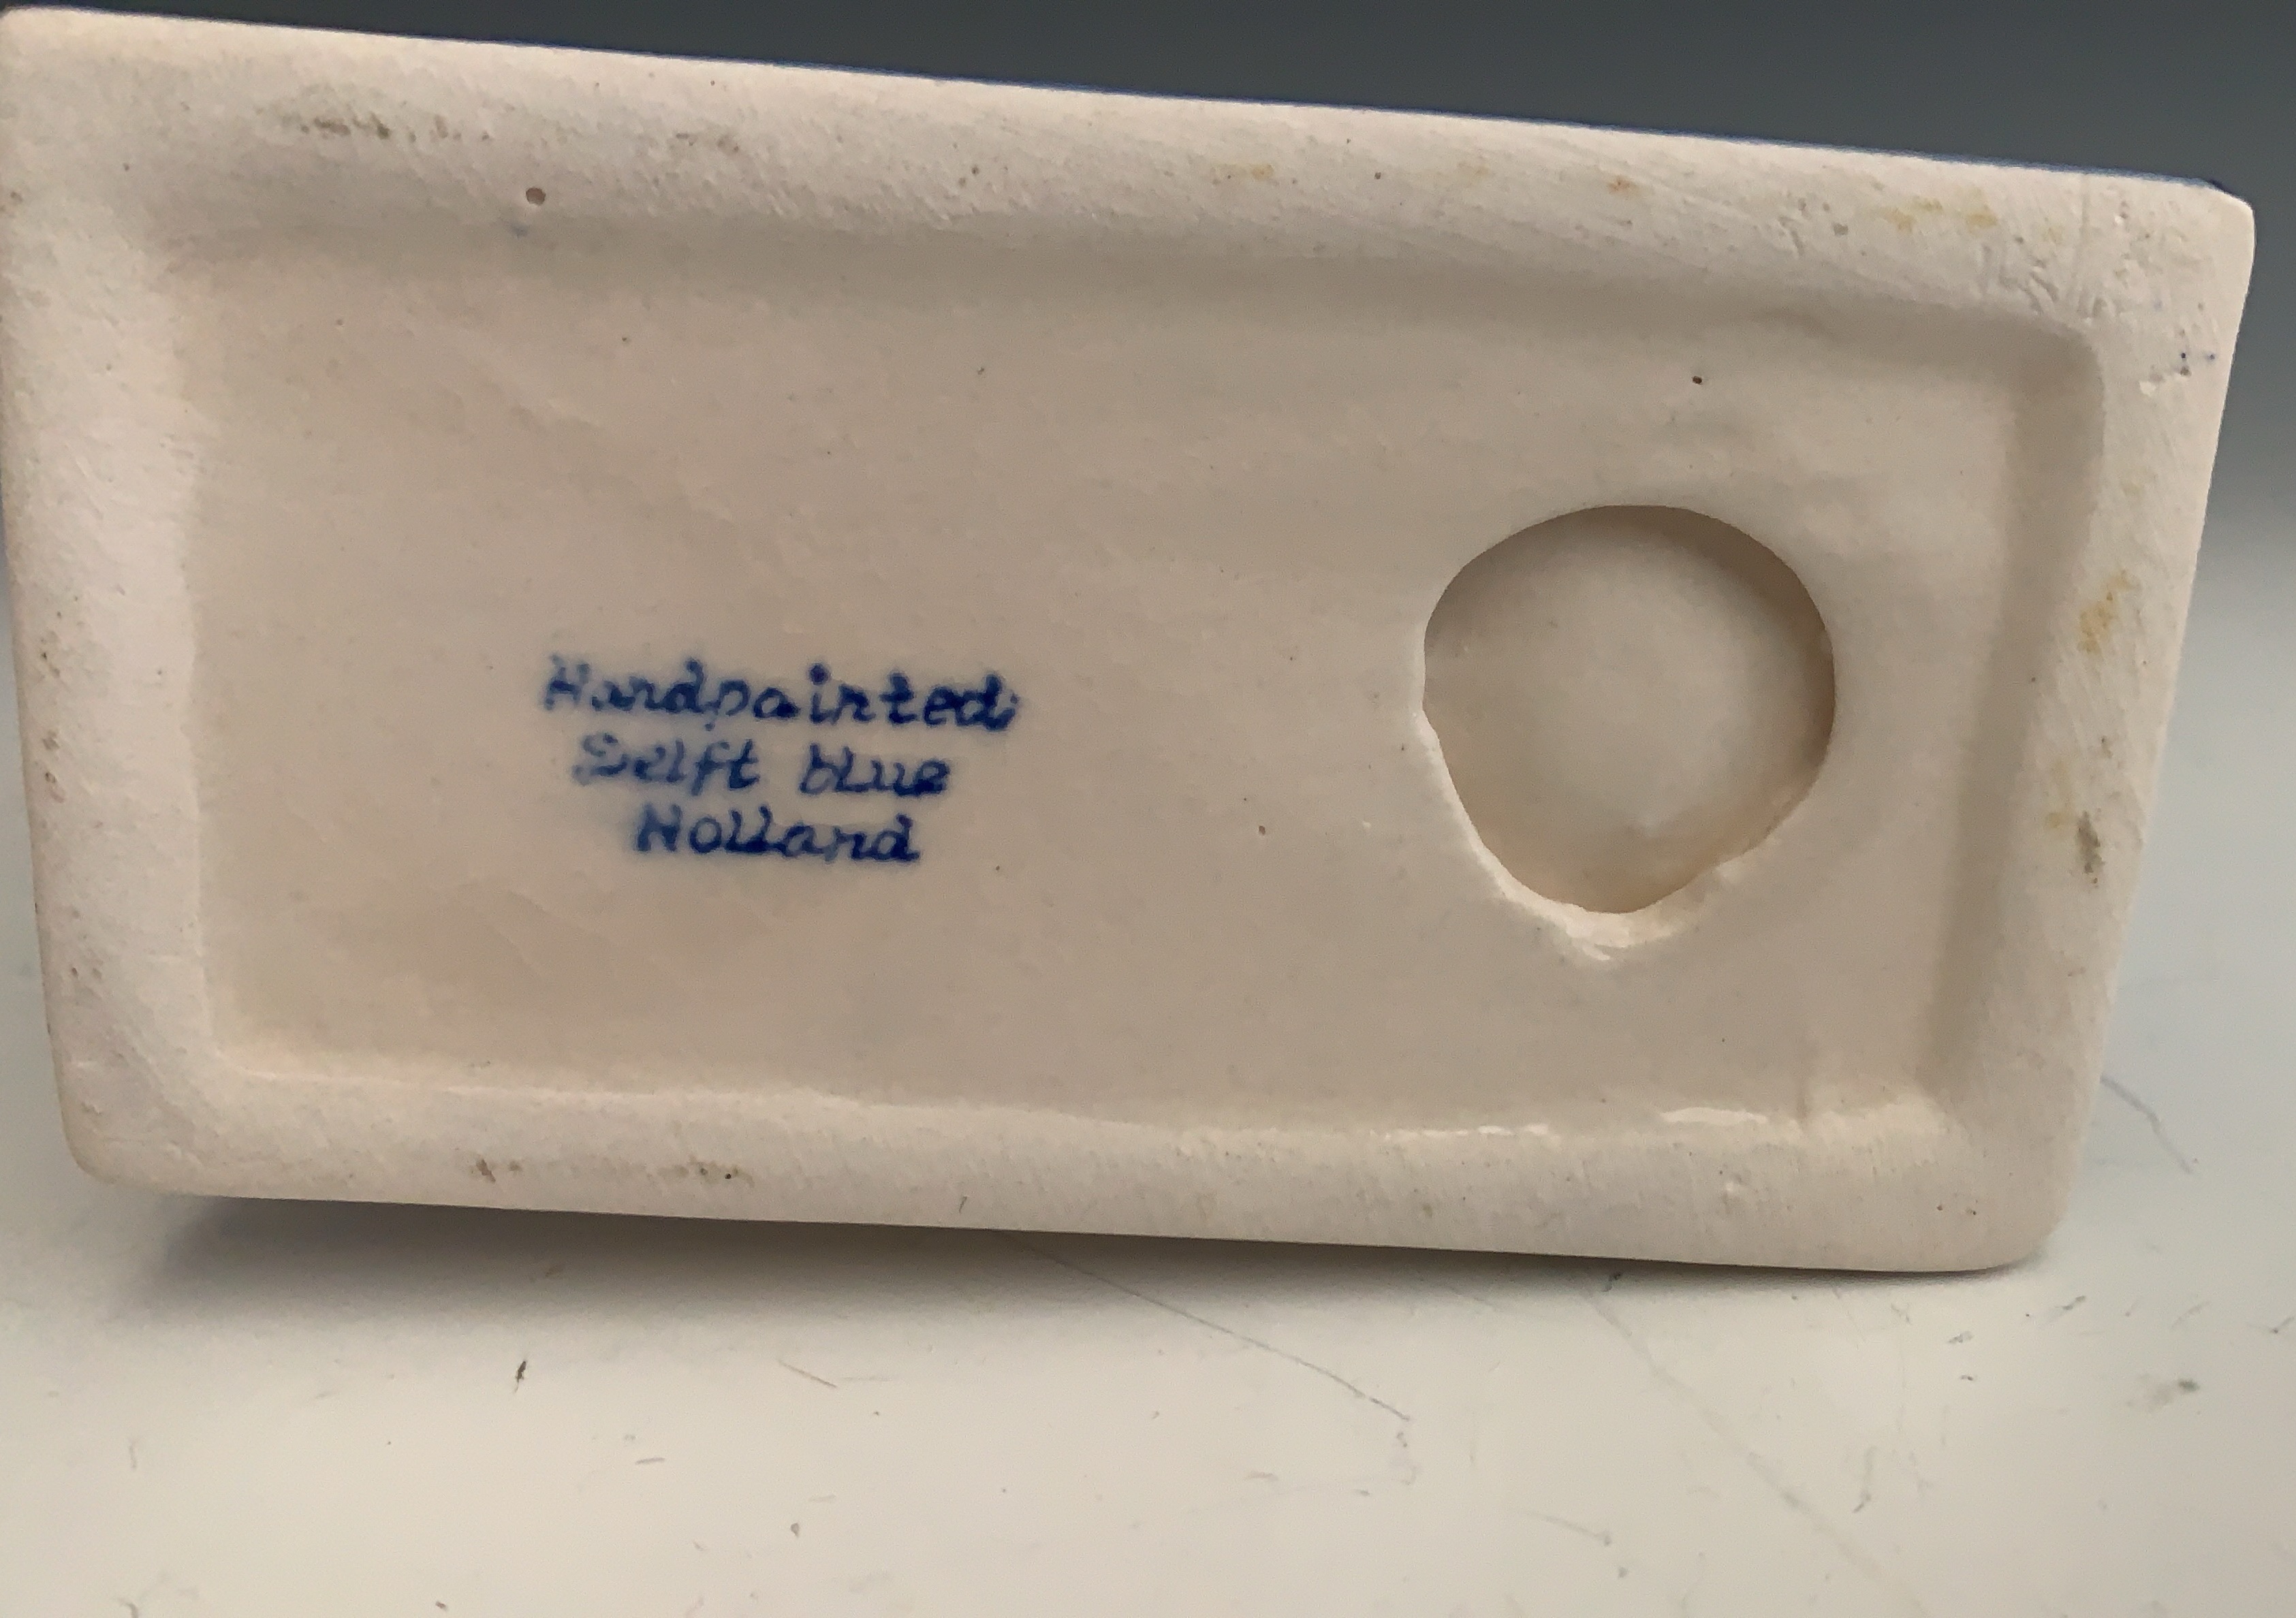 Handpainted
Delft blue
Holland